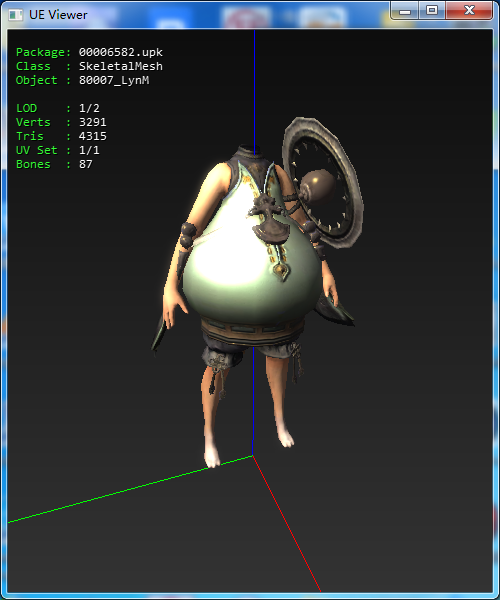 UE Viewer
Package: 00006582.upk
Class : SkeletalMesh
Object : 80007_LynM
LOD : 1/2
Verts : 3291
Tris : 4315
UV Set : 1/1
Bones : 87